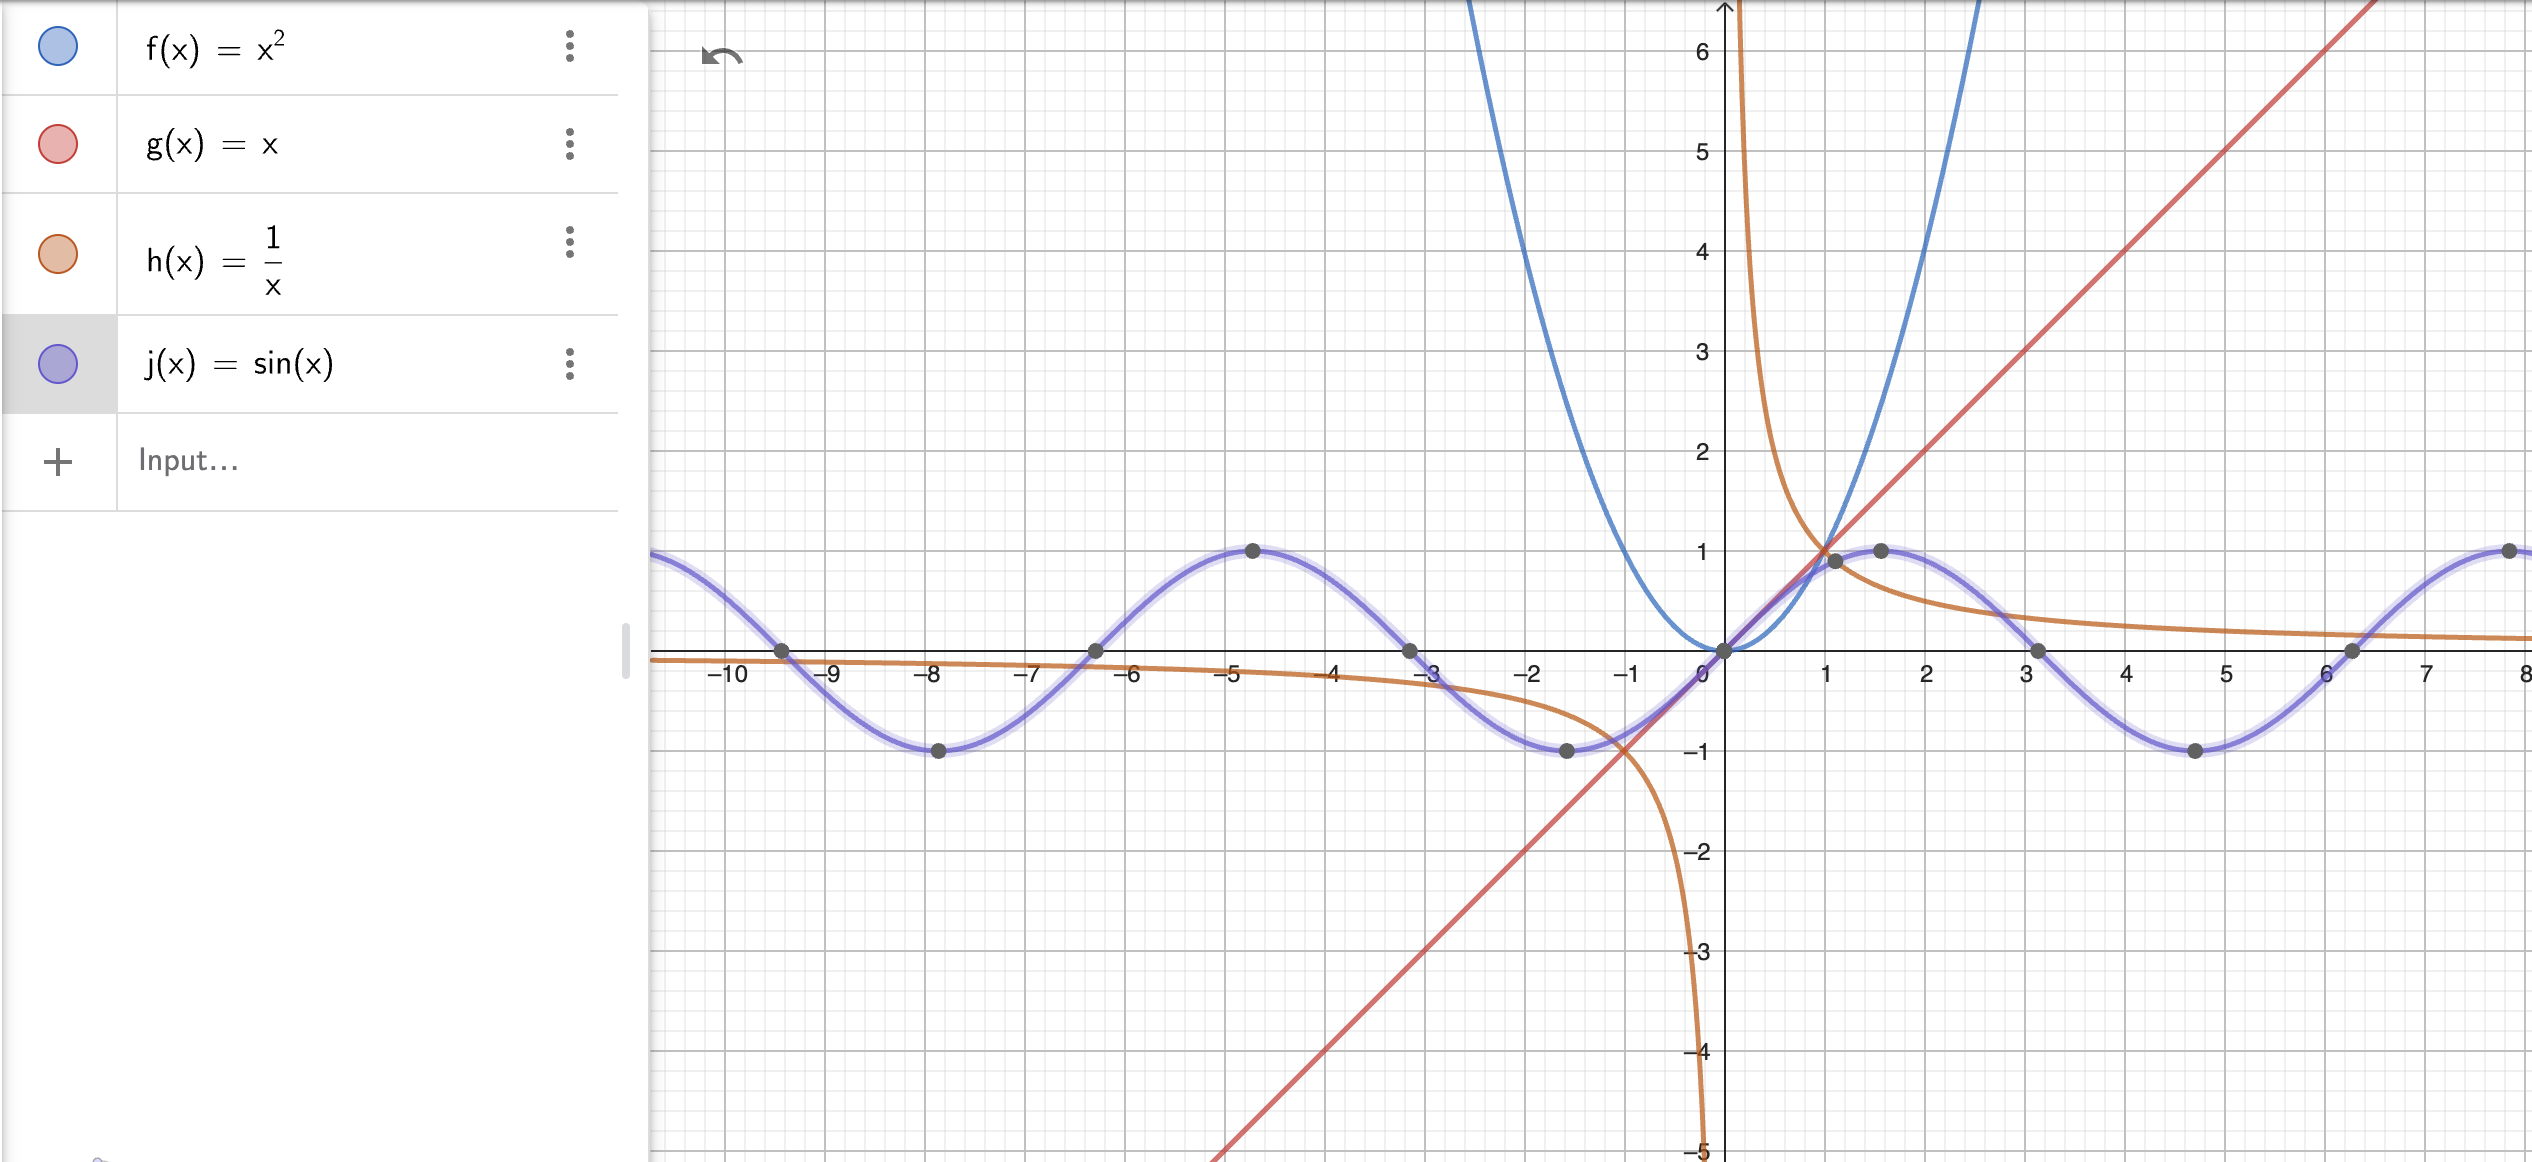 f(x) = x²
g(x) = x
h(x) = 1/x
j(x) = sin(x)
+ Input…
6
5
4
3
2
1
–10 –9 –8 –7 –6 –5 –4 –3 –2 –1 0 1 2 3 4 5 6 7 8
–1
–2
–3
–4
–5